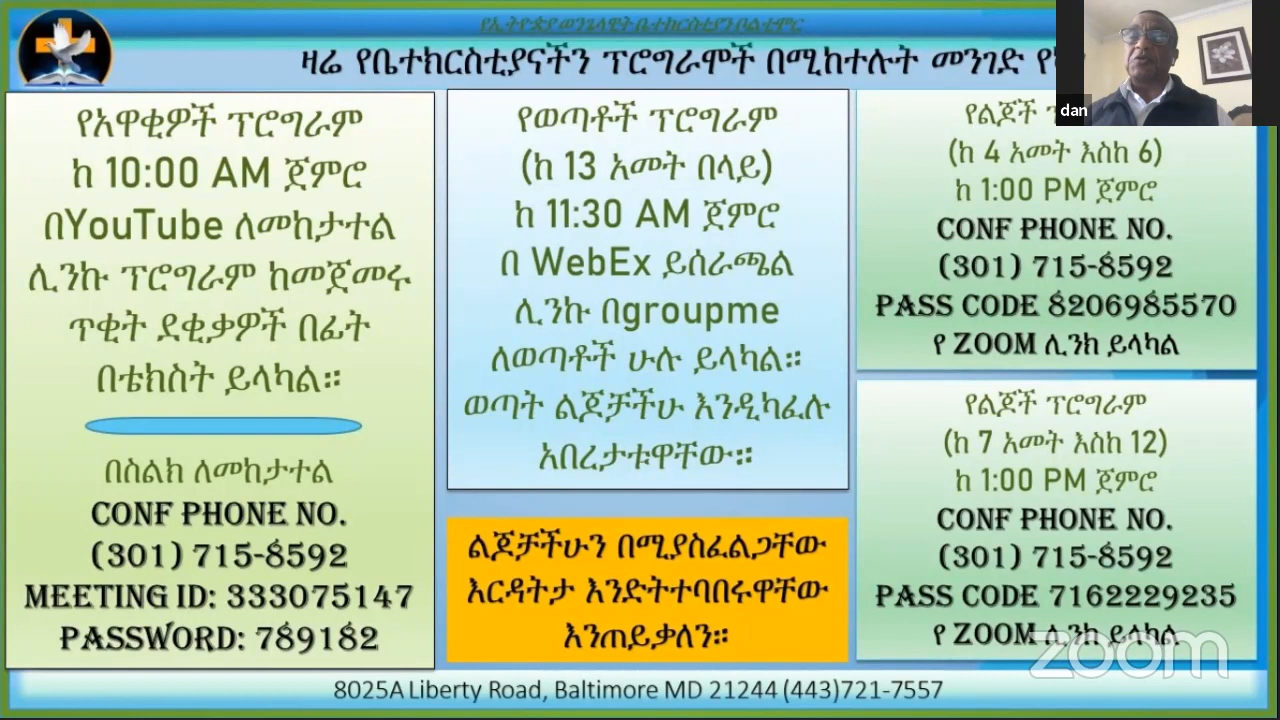 የኢትዮጵያ ወንጌላዊት ቤተክርስቲያን ቦልቲሞር
ዛሬ የቤተክርስቲያናችን ፕሮግራሞች በሚከተሉት መንገድ
dan
የአዋቂዎች ፕሮግራም
ከ 10:00 AM ጀምሮ
በYouTube ለመከታተል
ሊንኩ ፕሮግራም ከመጀመሩ
ጥቂት ደቂቃዎች በፊት
በቴክስት ይላካል።
በስልክ ለመከታተል
CONF PHONE NO.
(301) 715-8592
MEETING ID: 333075147
PASSWORD: 789182
የወጣቶች ፕሮግራም
(ከ 13 አመት በላይ)
ከ 11:30 AM ጀምሮ
በ WebEx ይሰራጫል
ሊንኩ በgroupme
ለወጣቶች ሁሉ ይላካል።
ወጣት ልጆቻችሁ እንዲካፈሉ
አበረታቱዋቸው።
ልጆቻችሁን በሚያስፈልጋቸው
እርዳትታ እንድትተባበሩዋቸው
እንጠይቃለን።
የልጆች
(ከ 4 አመት እስከ 6)
ከ 1:00 PM ጀምሮ
CONF PHONE NO.
(301) 715-8592
PASS CODE 8206985570
የ ZOOM ሊንክ ይላካል
የልጆች ፕሮግራም
(ከ 7 አመት እስከ 12)
ከ 1:00 PM ጀምሮ
CONF PHONE NO.
(301) 715-8592
PASS CODE 7162229235
የ ZOOM ሊንክ ይላካል
zoom
8025A Liberty Road, Baltimore MD 21244 (443)721-7557